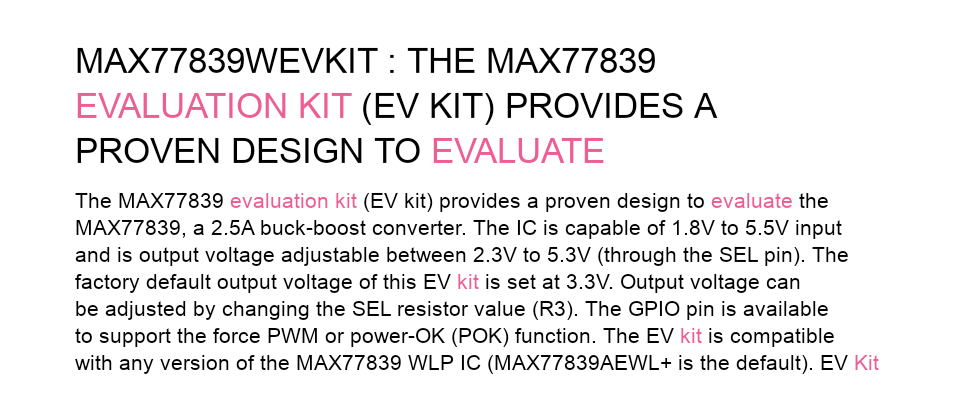 MAX77839WEVKIT : THE MAX77839
EVALUATION KIT (EV KIT) PROVIDES A
PROVEN DESIGN TO EVALUATE
The MAX77839 evaluation kit (EV kit) provides a proven design to evaluate the
MAX77839, a 2.5A buck-boost converter. The IC is capable of 1.8V to 5.5V input
and is output voltage adjustable between 2.3V to 5.3V (through the SEL pin). The
factory default output voltage of this EV kit is set at 3.3V. Output voltage can
be adjusted by changing the SEL resistor value (R3). The GPIO pin is available
to support the force PWM or power-OK (POK) function. The EV kit is compatible
with any version of the MAX77839 WLP IC (MAX77839AEWL+ is the default). EV Kit